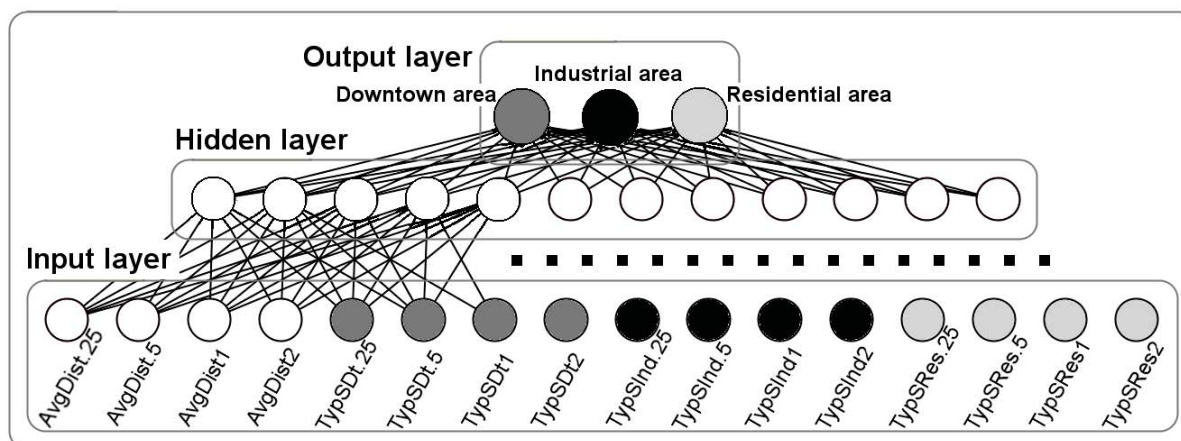 Output layer
Industrial area
Downtown area
Residential area
Hidden layer
Input layer
AvgDist.25
AvgDist.5
AvgDist1
AvgDist2
TypSDt.25
TypSDt.5
TypSDt1
TypSDt2
TypSInd.25
TypSInd.5
TypSInd1
TypSInd2
TypSRes.25
TypSRes.5
TypSRes1
TypSRes2